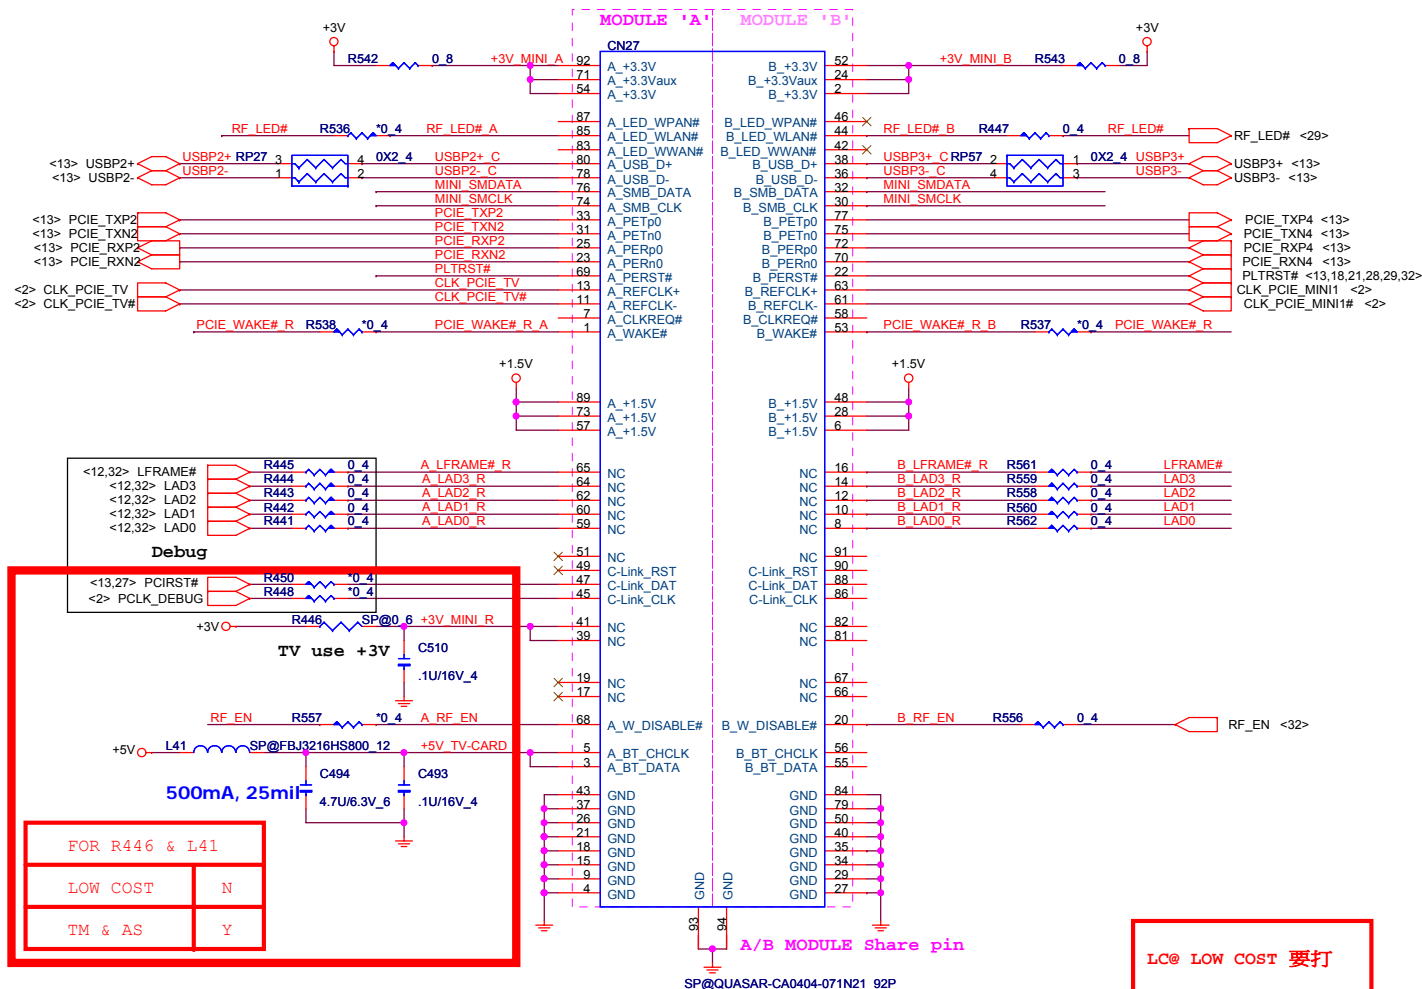 MODULE 'A' MODULE 'B'
CN27
+3V +3V
R542 0_8 +3V_MINI_A 92 A_+3.3V B_+3.3V 52 +3V_MINI_B R543 0_8
71 A_+3.3Vaux B_+3.3Vaux 24
54 A_+3.3V B_+3.3V 2
87 A_LED_WPAN# B_LED_WPAN# 46
RF_LED# R536 *0_4 RF_LED#_A 85 A_LED_WLAN# B_LED_WLAN# 44 RF_LED#_B R447 0_4 RF_LED# RF_LED# <29>
83 A_LED_WWAN# B_LED_WWAN# 42
<13> USBP2+ USBP2+ RP27 3 4 0X2_4 USBP2+_C 80 A_USB_D+ B_USB_D+ 38 USBP3+_C RP57 2 1 0X2_4 USBP3+ USBP3+ <13>
<13> USBP2- USBP2- 1 2 USBP2-_C 78 A_USB_D- B_USB_D- 36 USBP3-_C 4 3 USBP3- USBP3- <13>
MINI_SMDATA 76 A_SMB_DATA B_SMB_DATA 32 MINI_SMDATA
MINI_SMCLK 74 A_SMB_CLK B_SMB_CLK 30 MINI_SMCLK
<13> PCIE_TXP2 PCIE_TXP2 33 A_PETp0 B_PETp0 77 PCIE_TXP4 <13>
<13> PCIE_TXN2 PCIE_TXN2 31 A_PETn0 B_PETn0 75 PCIE_TXN4 <13>
<13> PCIE_RXP2 PCIE_RXP2 25 A_PERp0 B_PERp0 72 PCIE_RXP4 <13>
<13> PCIE_RXN2 PCIE_RXN2 23 A_PERn0 B_PERn0 70 PCIE_RXN4 <13>
PLTRST# 69 A_PERST# B_PERST# 22 PLTRST# <13,18,21,28,29,32>
<2> CLK_PCIE_TV CLK_PCIE_TV 13 A_REFCLK+ B_REFCLK+ 63 CLK_PCIE_MINI1 <2>
<2> CLK_PCIE_TV# CLK_PCIE_TV# 11 A_REFCLK- B_REFCLK- 61 CLK_PCIE_MINI1# <2>
7 A_CLKREQ# B_CLKREQ# 58
PCIE_WAKE#_R R538 *0_4 PCIE_WAKE#_R_A 1 A_WAKE# B_WAKE# 53 PCIE_WAKE#_R_B R537 *0_4 PCIE_WAKE#_R
+1.5V +1.5V
89 A_+1.5V B_+1.5V 48
73 A_+1.5V B_+1.5V 28
57 A_+1.5V B_+1.5V 6
<12,32> LFRAME# R445 0_4 A_LFRAME#_R 65 NC NC 16 B_LFRAME#_R R561 0_4 LFRAME#
<12,32> LAD3 R444 0_4 A_LAD3_R 64 NC NC 14 B_LAD3_R R559 0_4 LAD3
<12,32> LAD2 R443 0_4 A_LAD2_R 62 NC NC 12 B_LAD2_R R558 0_4 LAD2
<12,32> LAD1 R442 0_4 A_LAD1_R 60 NC NC 10 B_LAD1_R R560 0_4 LAD1
<12,32> LAD0 R441 0_4 A_LAD0_R 59 NC NC 8 B_LAD0_R R562 0_4 LAD0
Debug
51 NC NC 91
49 C-Link_RST C-Link_RST 90
<13,27> PCIRST# R450 *0_4 47 C-Link_DAT C-Link_DAT 88
<2> PCLK_DEBUG R448 *0_4 45 C-Link_CLK C-Link_CLK 86
+3V R446 SP@0_6 +3V_MINI_R 41 NC NC 82
39 NC NC 81
TV use +3V
C510
.1U/16V_4
19 NC NC 67
17 NC NC 66
RF_EN R557 *0_4 A_RF_EN 68 A_W_DISABLE# B_W_DISABLE# 20 B_RF_EN R556 0_4 RF_EN <32>
+5V L41 SP@FBJ3216HS800_12 +5V_TV-CARD 5 A_BT_CHCLK B_BT_CHCLK 56
3 A_BT_DATA B_BT_DATA 55
C494 C493
500mA, 25mil
4.7U/6.3V_6 .1U/16V_4
43 GND GND 84
37 GND GND 79
26 GND GND 50
21 GND GND 40
18 GND GND 35
15 GND GND 34
9 GND GND 29
4 GND GND 27
GND GND
93 94
FOR R446 & L41
LOW COST N
TM & AS Y
A/B MODULE Share pin
LC@ LOW COST 要打
SP@QUASAR-CA0404-071N21 92P